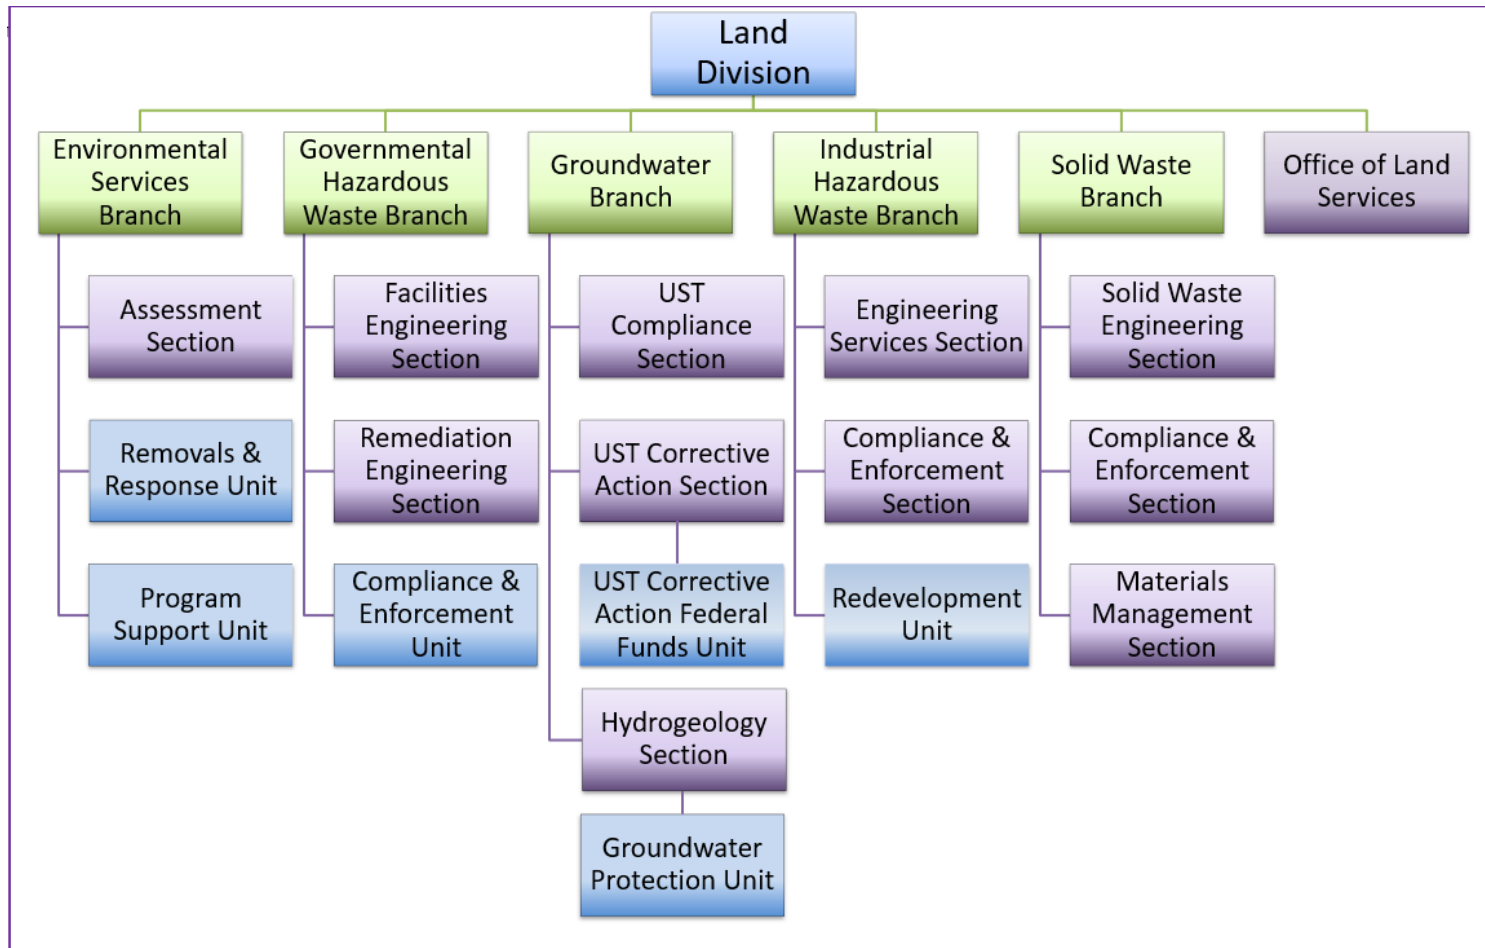 Land
Division
Environmental
Services
Branch
Governmental
Hazardous
Waste Branch
Groundwater
Branch
Industrial
Hazardous
Waste Branch
Solid Waste
Branch
Office of Land
Services
Assessment
Section
Facilities
Engineering
Section
UST
Compliance
Section
Engineering
Services Section
Solid Waste
Engineering
Section
Removals &
Response Unit
Remediation
Engineering
Section
UST Corrective
Action Section
Compliance &
Enforcement
Section
Compliance &
Enforcement
Section
Program
Support Unit
Compliance &
Enforcement
Unit
UST Corrective
Action Federal
Funds Unit
Redevelopment
Unit
Materials
Management
Section
Hydrogeology
Section
Groundwater
Protection Unit